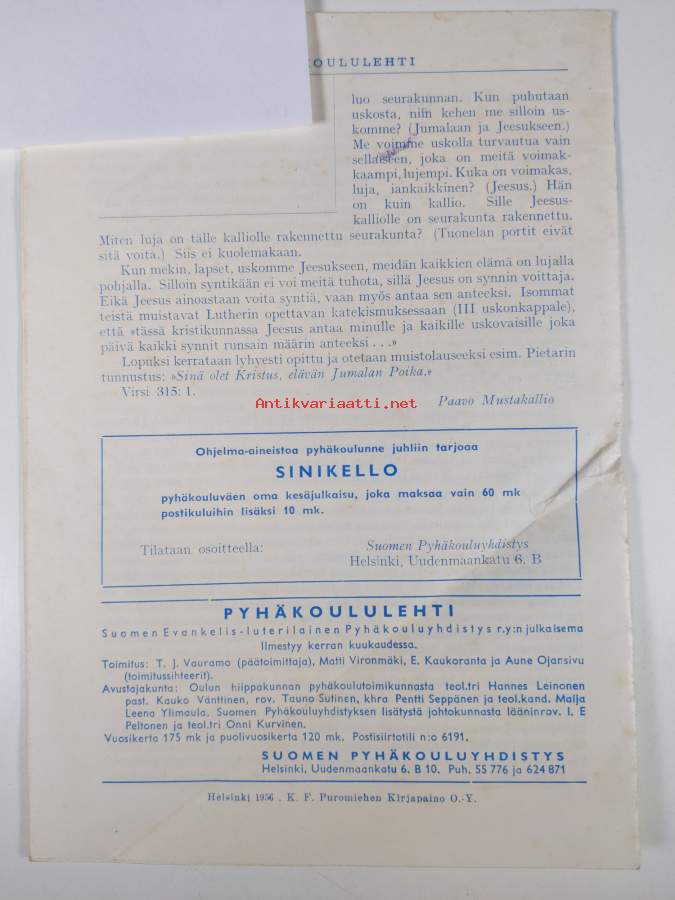 KOULULEHTI
luo seurakunnan. Kun puhutaan
uskosta, niin kehen me silloin us-
komme? (Jumalaan ja Jeesukseen.)
Me voimme uskolla turvautua vain
sellaiseen, joka on meitä voimak-
kaampi, lujempi. Kuka on voimakas,
luja, iankaikkinen? (Jeesus.) Hän
on kuin kallio. Sille Jeesus-
kalliolle on seurakunta rakennettu.
Miten luja on tälle kalliolle rakennettu seurakunta? (Tuonelan portit eivät
sitä voita.) Siis ei kuolemakaan.
Kun mekin, lapset, uskomme Jeesukseen, meidän kaikkien elämä on lujalla
pohjalla. Silloin syntikään ei voi meitä tuhota, sillä Jeesus on synnin voittaja.
Eikä Jeesus ainoastaan voita syntiä, vaan myös antaa sen anteeksi. Isommat
teistä muistavat Lutherin opettavan katekismuksessaan (III uskonkappale),
että »tässä kristikunnassa Jeesus antaa minulle ja kaikille uskovaisille joka
päivä kaikki synnit runsain määrin anteeksi . . .»
Lopuksi kerrataan lyhyesti opittu ja otetaan muistolauseeksi esim. Pietarin
tunnustus: »Sinä olet Kristus, elävän Jumalan Poika.»
Virsi 315: 1.
Antikvariaatti.net
Paavo Mustakallio
Ohjelma-aineistoa pyhäkoulunne juhliin tarjoaa
SINIKELLO
pyhäkouluväen oma kesäjulkaisu, joka maksaa vain 60 mk
postikuluihin lisäksi 10 mk.
Tilataan osoitteella: Suomen Pyhäkouluyhdistys
Helsinki, Uudenmaankatu 6. B
PYHÄKOULULEHTI
Suomen Evankelis-luterilainen Pyhäkouluyhdistys r.y:n julkaisema
Ilmestyy kerran kuukaudessa.
Toimitus: T. J. Vauramo (päätoimittaja), Matti Vironmäki, E. Kaukoranta ja Aune Ojansivu
(toimitussihteerit).
Avustajakunta: Oulun hiippakunnan pyhäkoulutoimikunnasta teol.tri Hannes Leinonen
past. Kauko Vänttinen, rov. Tauno Sutinen, khra Pentti Seppänen ja teol.kand. Maija
Leena Ylimaula, Suomen Pyhäkouluyhdistyksen lisätystä johtokunnasta lääninrov. I. E
Peltonen ja teol.tri Onni Kurvinen.
Vuosikerta 175 mk ja puolivuosikerta 120 mk. Postisiirtotili n:o 6191.
SUOMEN PYHÄKOULUYHDISTYS
Helsinki, Uudenmaankatu 6. B 10. Puh. 55 776 ja 624 871
Helsinki 1956 . K. F. Puromiehen Kirjapaino O.-Y.